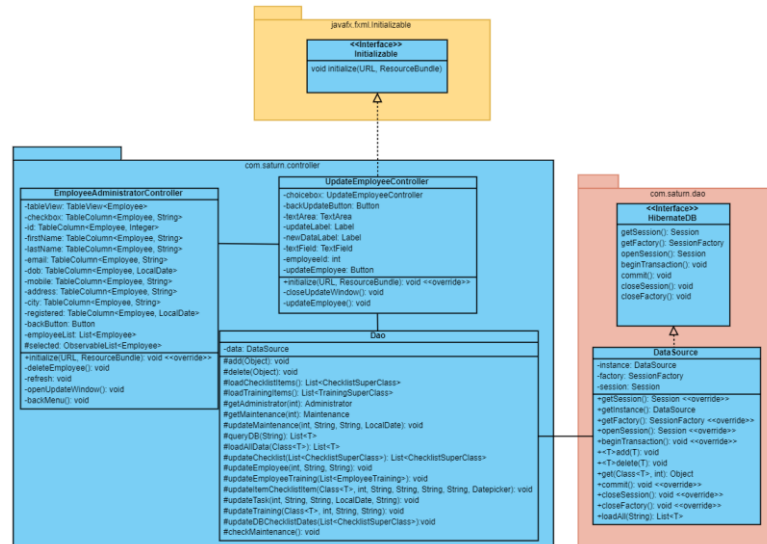 javafx.fxml.Initializable
<<Interface>>
Initializable
void initialize(URL, ResourceBundle)
com.saturn.controller
EmployeeAdministratorController
-tableView: TableView<Employee>
-checkbox: TableColumn<Employee, String>
-id: TableColumn<Employee, Integer>
-firstName: TableColumn<Employee, String>
-lastName: TableColumn<Employee, String>
-email: TableColumn<Employee, String>
-dob: TableColumn<Employee, LocalDate>
-mobile: TableColumn<Employee, String>
-address: TableColumn<Employee, String>
-city: TableColumn<Employee, String>
-registered: TableColumn<Employee, LocalDate>
-backButton: Button
-employeeList: List<Employee>
#selected: ObservableList<Employee>
+initialize(URL, ResourceBundle): void <<override>>
-deleteEmployee(): void
-refresh: void
-openUpdateWindow(): void
-backMenu(): void
UpdateEmployeeController
-choicebox: UpdateEmployeeController
-backUpdateButton: Button
-textArea: TextArea
-updateLabel: Label
-newDataLabel: Label
-textField: TextField
-employeeId: int
-updateEmployee: Button
+initialize(URL, ResourceBundle): void <<override>>
-closeUpdateWindow(): void
-updateEmployee(): void
Dao
-data: DataSource
#add(Object): void
#delete(Object): void
#loadChecklistItems(): List<ChecklistSuperClass>
#loadTrainingItems(): List<TrainingSuperClass>
#getAdministrator(int): Administrator
#getMaintenance(int): Maintenance
#updateMaintenance(int, String, String, LocalDate): void
#queryDB(String): List<T>
#loadAllData(Class<T>): List<T>
#updateChecklist(List<ChecklistSuperClass>): List<ChecklistSuperClass>
#updateEmployee(int, String, String): void
#updateEmployeeTraining(List<EmployeeTraining>): void
#updateItemChecklistItem(Class<T>, int, String, String, String, String, Datepicker): void
#updateTask(int, String, String, LocalDate, String): void
#updateTraining(Class<T>, int, String, String): void
#updateDBChecklistDates(List<ChecklistSuperClass>):void
#checkMaintenance(): void
com.saturn.dao
<<Interface>>
HibernateDB
getSession(): Session
getFactory(): SessionFactory
openSession(): Session
beginTransaction(): void
commit(): void
closeSession(): void
closeFactory(): void
DataSource
-instance: DataSource
-factory: SessionFactory
-session: Session
+getSession(): Session <<override>>
+getInstance(): DataSource
+getFactory(): SessionFactory <<override>>
+openSession(): Session <<override>>
+beginTransaction(): void <<override>>
+<T>add(T): void
+<T>delete(T): void
+get(Class<T>, int): Object
+commit(): void <<override>>
+closeSession(): void <<override>>
+closeFactory(): void <<override>>
+loadAll(String): List<T>